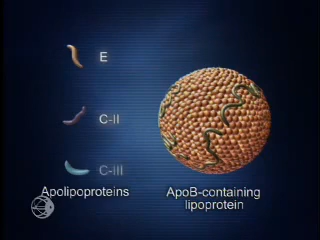 E
C-II
C-III
Apolipoproteins
ApoB-containing
lipoprotein